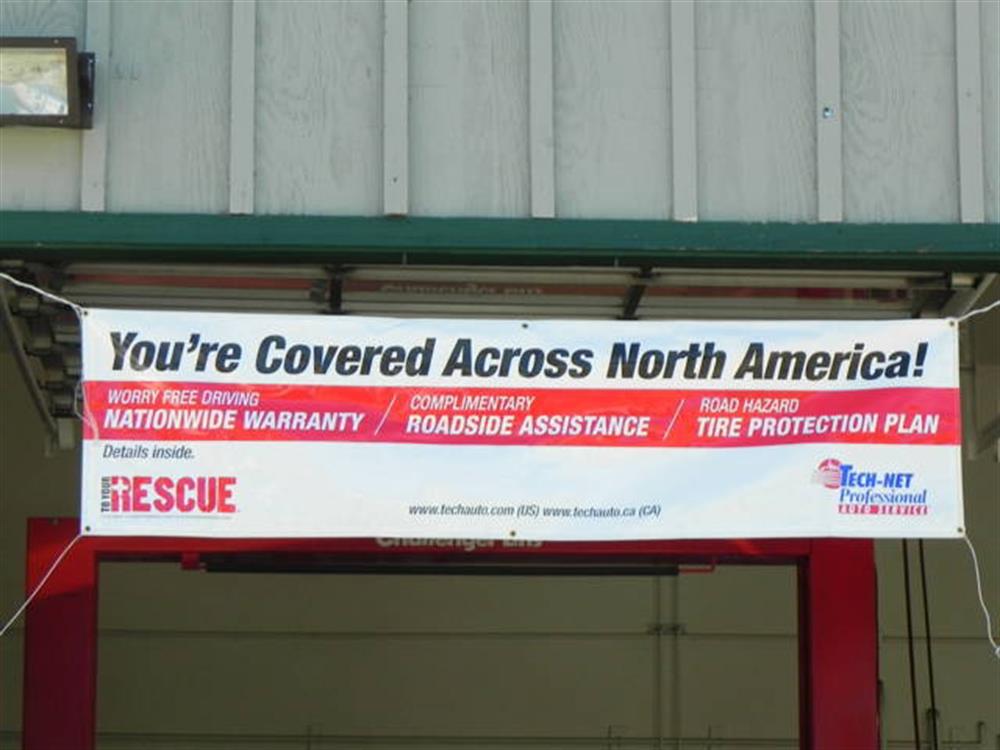 You're Covered Across North America!
WORRY FREE DRIVING
NATIONWIDE WARRANTY
COMPLIMENTARY
ROADSIDE ASSISTANCE
ROAD HAZARD
TIRE PROTECTION PLAN
Details inside.
TO YOUR RESCUE
www.techauto.com (US) www.techauto.ca (CA)
TECH-NET
Professional
AUTO SERVICE
Challenger Lifts